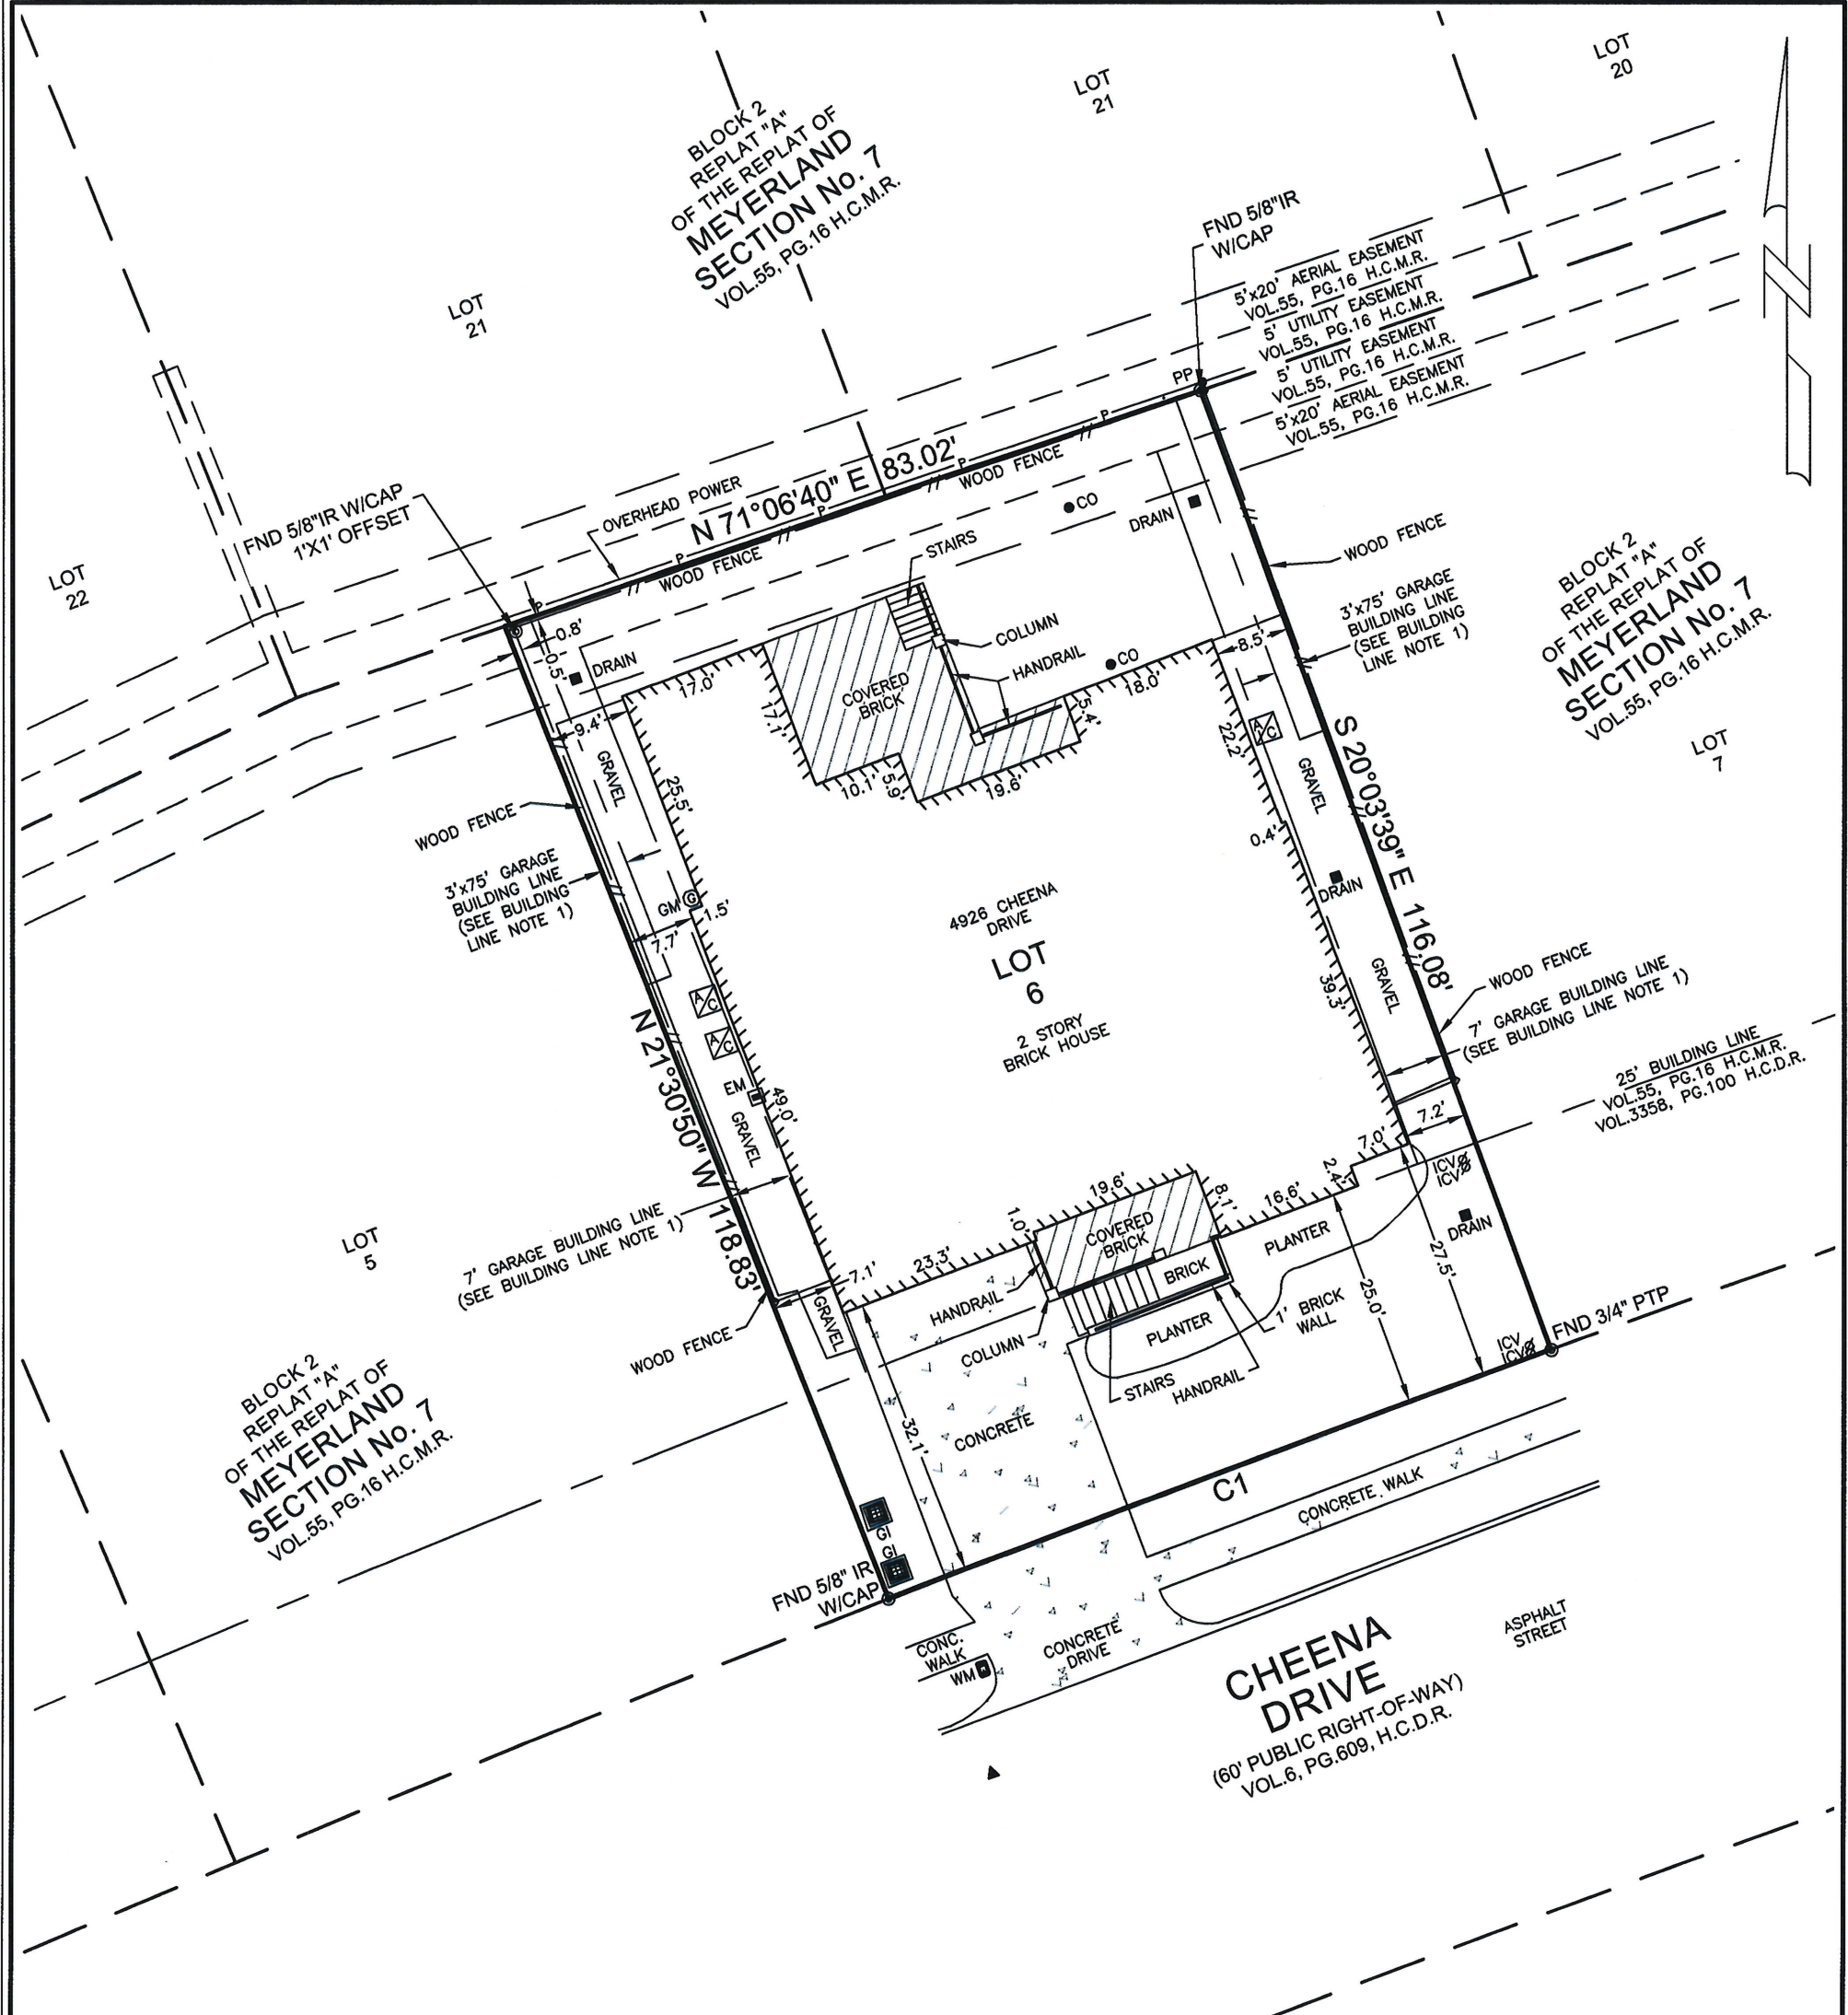 LOT
20
LOT
21
BLOCK 2
REPLAT "A"
OF THE REPLAT OF
MEYERLAND
SECTION No. 7
VOL.55, PG.16 H.C.M.R.
FND 5/8"IR
W/CAP
5'x20' AERIAL EASEMENT
VOL.55, PG.16 H.C.M.R.
5' UTILITY EASEMENT
VOL.55, PG.16 H.C.M.R.
5' UTILITY EASEMENT
VOL.55, PG.16 H.C.M.R.
5'x20' AERIAL EASEMENT
VOL.55, PG.16 H.C.M.R.
N
LOT
21
PP
P
P
P
P
P
N 71°06'40" E 83.02'
WOOD FENCE
WOOD FENCE
OVERHEAD POWER
FND 5/8"IR W/CAP
1'X1' OFFSET
LOT
22
CO
DRAIN
STAIRS
WOOD FENCE
COLUMN
HANDRAIL
CO
3'x75' GARAGE
BUILDING LINE
(SEE BUILDING
LINE NOTE 1)
BLOCK 2
REPLAT "A"
OF THE REPLAT OF
MEYERLAND
SECTION No. 7
VOL.55, PG.16 H.C.M.R.
LOT
7
0.8'
0.5'
DRAIN
17.0'
COVERED
BRICK
17.1'
18.0'
8.5'
5.4'
9.4'
GRAVEL
25.5'
10.1'
5.9'
19.6'
22.2'
A/C
GRAVEL
S 20°03'39" E 116.08'
WOOD FENCE
3'x75' GARAGE
BUILDING LINE
(SEE BUILDING
LINE NOTE 1)
0.4'
DRAIN
GM
G
1.5'
7.7'
4926 CHEENA
DRIVE
LOT
6
2 STORY
BRICK HOUSE
39.3'
GRAVEL
WOOD FENCE
7' GARAGE BUILDING LINE
(SEE BUILDING LINE NOTE 1)
25' BUILDING LINE
VOL.55, PG.16 H.C.M.R.
VOL.3358, PG.100 H.C.D.R.
A/C
A/C
N 21°30'50" W 118.83'
EM
49.0'
GRAVEL
7.2'
7.0'
2.4'
ICV
ICV
DRAIN
19.6'
8.1'
16.6'
1.0'
COVERED
BRICK
PLANTER
27.5'
25.0'
LOT
5
7' GARAGE BUILDING LINE
(SEE BUILDING LINE NOTE 1)
7.1'
23.3'
GRAVEL
HANDRAIL
BRICK
1' BRICK
WALL
PLANTER
COLUMN
WOOD FENCE
STAIRS
HANDRAIL
ICV
ICV
FND 3/4" PTP
BLOCK 2
REPLAT "A"
OF THE REPLAT OF
MEYERLAND
SECTION No. 7
VOL.55, PG.16 H.C.M.R.
32.1'
CONCRETE
C1
CONCRETE WALK
GI
GI
FND 5/8" IR
W/CAP
CONC.
WALK
WM
CONCRETE
DRIVE
CHEENA
DRIVE
(60' PUBLIC RIGHT-OF-WAY)
VOL.6, PG.609, H.C.D.R.
ASPHALT
STREET